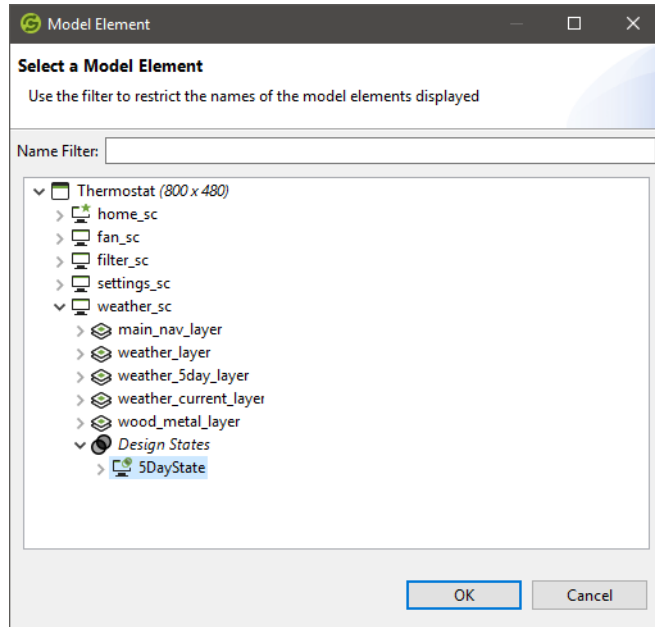 Model Element
Select a Model Element
Use the filter to restrict the names of the model elements displayed
Name Filter:
Thermostat (800 x 480)
home_sc
fan_sc
filter_sc
settings_sc
weather_sc
main_nav_layer
weather_layer
weather_5day_layer
weather_current_layer
wood_metal_layer
Design States
5DayState
OK Cancel